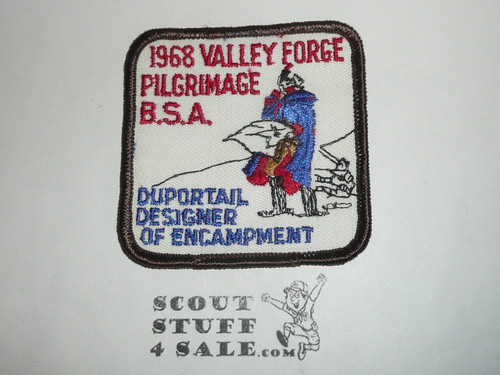 1968 VALLEY FORGE
PILGRIMAGE
B.S.A.
DUPORTAIL
DESIGNER
OF ENCAMPMENT
SCOUT
STUFF
4 SALE.COM